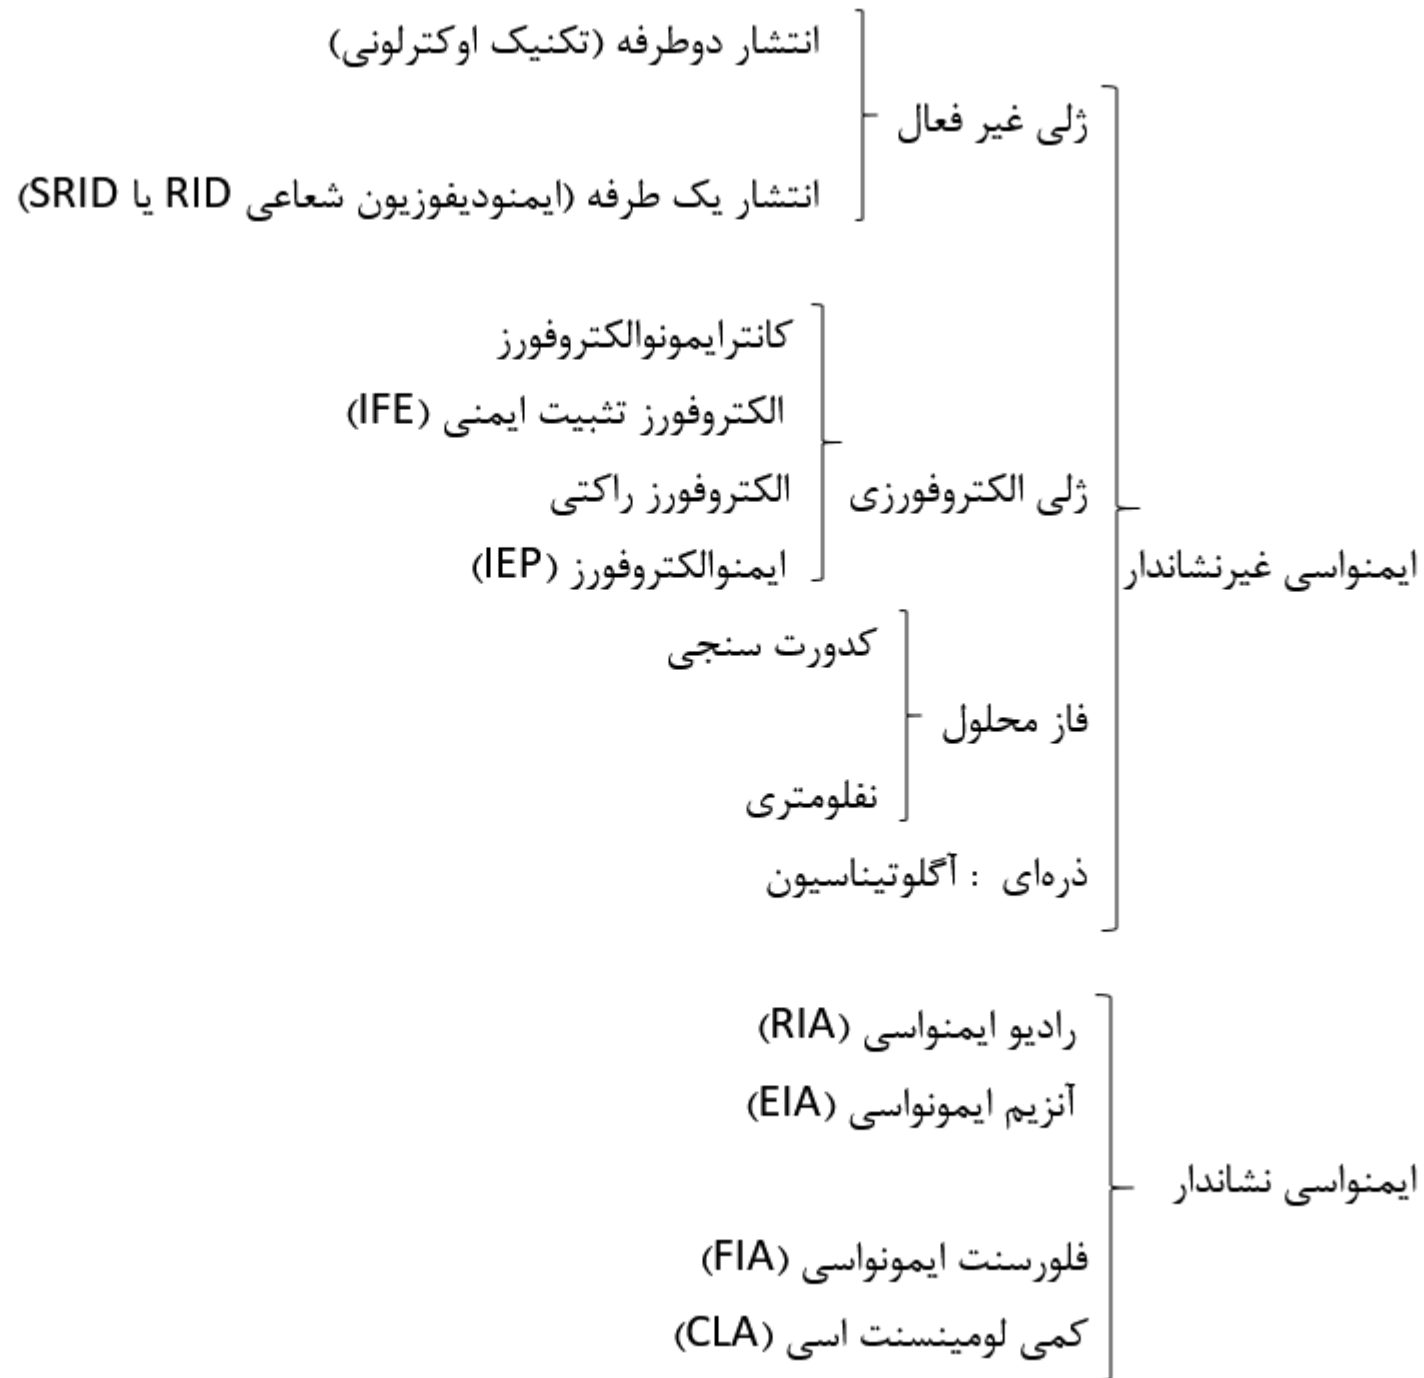 انتشار دوطرفه (تکنیک اوکترلونی)
ژلی غیر فعال
انتشار یک طرفه (ایمنودیفوزیون شعاعی RID یا SRID)
کانترایمونوالکتروفورز
الکتروفورز تثبیت ایمنی (IFE)
ژلی الکتروفورزی
الکتروفورز راکتی
ایمنوالکتروفورز (IEP)
ایمنواسی غیرنشاندار
کدورت سنجی
فاز محلول
نفلومتری
ذره‌ای : آگلوتیناسیون
رادیو ایمنواسی (RIA)
آنزیم ایمونواسی (EIA)
ایمنواسی نشاندار
فلورسنت ایمونواسی (FIA)
کمی لومینسنت اسی (CLA)